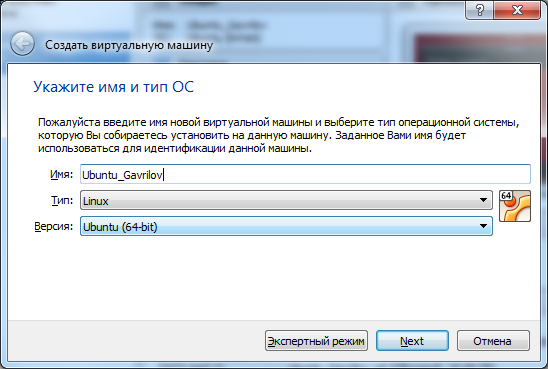 Создать виртуальную машину
Укажите имя и тип ОС
Пожалуйста введите имя новой виртуальной машины и выберите тип операционной системы,
которую Вы собираетесь установить на данную машину. Заданное Вами имя будет
использоваться для идентификации данной машины.
Имя: Ubuntu_Gavrilov
Тип: Linux
64
Версия: Ubuntu (64-bit)
Экспертный режим Next Отмена